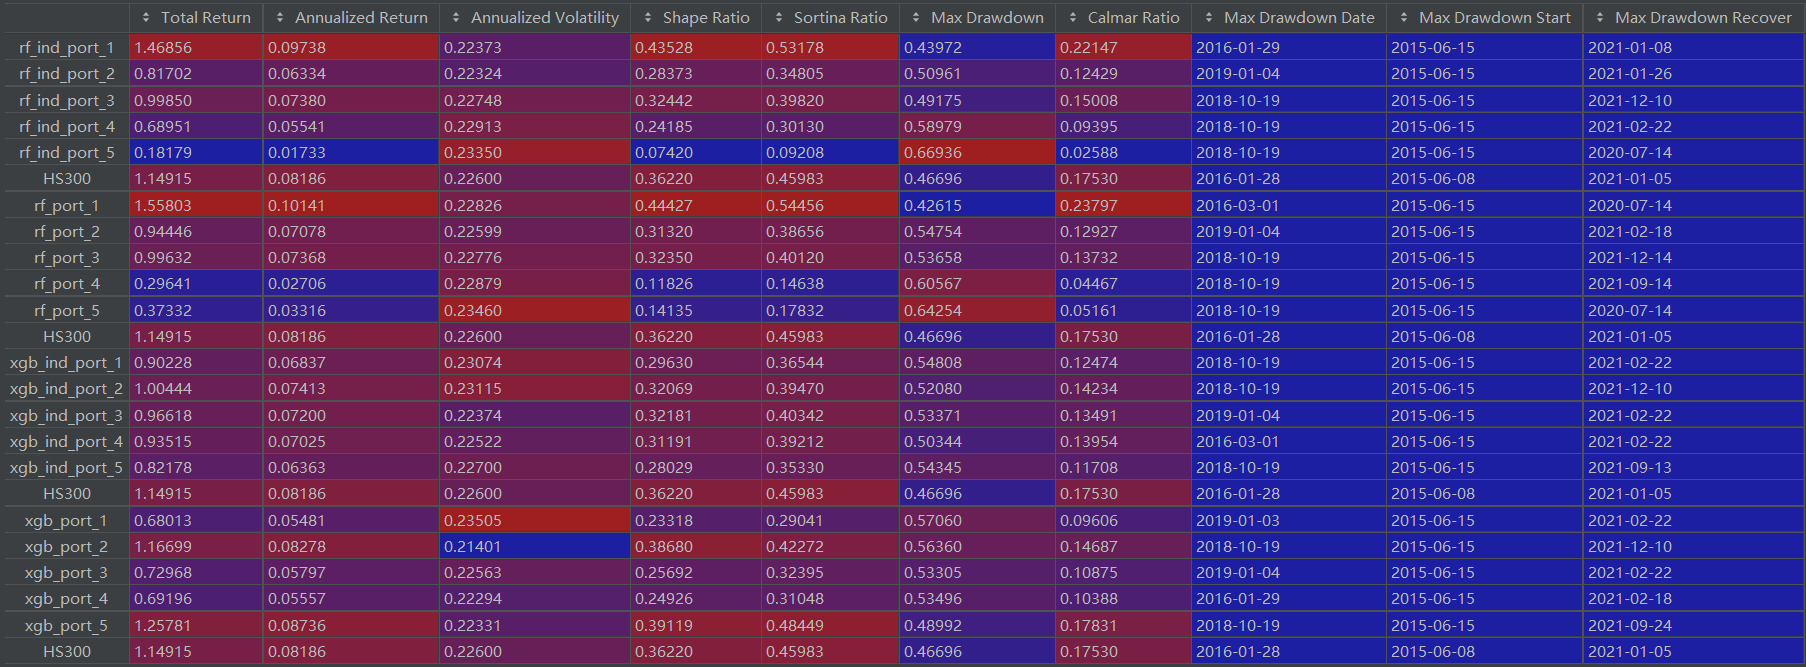 Total Return Annualized Return Annualized Volatility Shape Ratio Sortina Ratio Max Drawdown Calmar Ratio Max Drawdown Date Max Drawdown Start Max Drawdown Recover
rf_ind_port_1 1.46856 0.09738 0.22373 0.43528 0.53178 0.43972 0.22147 2016-01-29 2015-06-15 2021-01-08
rf_ind_port_2 0.81702 0.06334 0.22324 0.28373 0.34805 0.50961 0.12429 2019-01-04 2015-06-15 2021-01-26
rf_ind_port_3 0.99850 0.07380 0.22748 0.32442 0.39820 0.49175 0.15008 2018-10-19 2015-06-15 2021-12-10
rf_ind_port_4 0.68951 0.05541 0.22913 0.24185 0.30130 0.58979 0.09395 2018-10-19 2015-06-15 2021-02-22
rf_ind_port_5 0.18179 0.01733 0.23350 0.07420 0.09208 0.66936 0.02588 2018-10-19 2015-06-15 2020-07-14
HS300 1.14915 0.08186 0.22600 0.36220 0.45983 0.46696 0.17530 2016-01-28 2015-06-08 2021-01-05
rf_port_1 1.55803 0.10141 0.22826 0.44427 0.54456 0.42615 0.23797 2016-03-01 2015-06-15 2020-07-14
rf_port_2 0.94446 0.07078 0.22599 0.31320 0.38656 0.54754 0.12927 2019-01-04 2015-06-15 2021-02-18
rf_port_3 0.99632 0.07368 0.22776 0.32350 0.40120 0.53658 0.13732 2018-10-19 2015-06-15 2021-12-14
rf_port_4 0.29641 0.02706 0.22879 0.11826 0.14638 0.60567 0.04467 2018-10-19 2015-06-15 2021-09-14
rf_port_5 0.37332 0.03316 0.23460 0.14135 0.17832 0.64254 0.05161 2018-10-19 2015-06-15 2020-07-14
HS300 1.14915 0.08186 0.22600 0.36220 0.45983 0.46696 0.17530 2016-01-28 2015-06-08 2021-01-05
xgb_ind_port_1 0.90228 0.06837 0.23074 0.29630 0.36544 0.54808 0.12474 2018-10-19 2015-06-15 2021-02-22
xgb_ind_port_2 1.00444 0.07413 0.23115 0.32069 0.39470 0.52080 0.14234 2018-10-19 2015-06-15 2021-12-10
xgb_ind_port_3 0.96618 0.07200 0.22374 0.32181 0.40342 0.53371 0.13491 2019-01-04 2015-06-15 2021-02-22
xgb_ind_port_4 0.93515 0.07025 0.22522 0.31191 0.39212 0.50344 0.13954 2016-03-01 2015-06-15 2021-02-22
xgb_ind_port_5 0.82178 0.06363 0.22700 0.28029 0.35330 0.54345 0.11708 2018-10-19 2015-06-15 2021-09-13
HS300 1.14915 0.08186 0.22600 0.36220 0.45983 0.46696 0.17530 2016-01-28 2015-06-08 2021-01-05
xgb_port_1 0.68013 0.05481 0.23505 0.23318 0.29041 0.57060 0.09606 2019-01-03 2015-06-15 2021-02-22
xgb_port_2 1.16699 0.08278 0.21401 0.38680 0.42272 0.56360 0.14687 2018-10-19 2015-06-15 2021-12-10
xgb_port_3 0.72968 0.05797 0.22563 0.25692 0.32395 0.53305 0.10875 2019-01-04 2015-06-15 2021-02-22
xgb_port_4 0.69196 0.05557 0.22294 0.24926 0.31048 0.53496 0.10388 2016-01-29 2015-06-15 2021-02-18
xgb_port_5 1.25781 0.08736 0.22331 0.39119 0.48449 0.48992 0.17831 2018-10-19 2015-06-15 2021-09-24
HS300 1.14915 0.08186 0.22600 0.36220 0.45983 0.46696 0.17530 2016-01-28 2015-06-08 2021-01-05